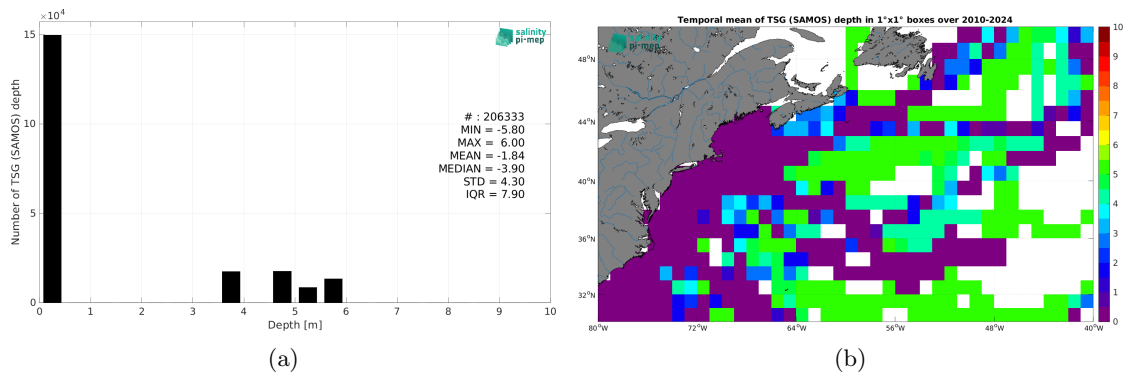 ×10⁴
15
10
5
0
Number of TSG (SAMOS) depth
salinity
pi-mep
# : 206333
MIN = -5.80
MAX = 6.00
MEAN = -1.84
MEDIAN = -3.90
STD = 4.30
IQR = 7.90
0 1 2 3 4 5 6 7 8 9 10
Depth [m]
(a)
Temporal mean of TSG (SAMOS) depth in 1°x1° boxes over 2010-2024
salinity
pi-mep
48°N
44°N
40°N
36°N
32°N
80°W 72°W 64°W 56°W 48°W 40°W
10
9
8
7
6
5
4
3
2
1
0
(b)